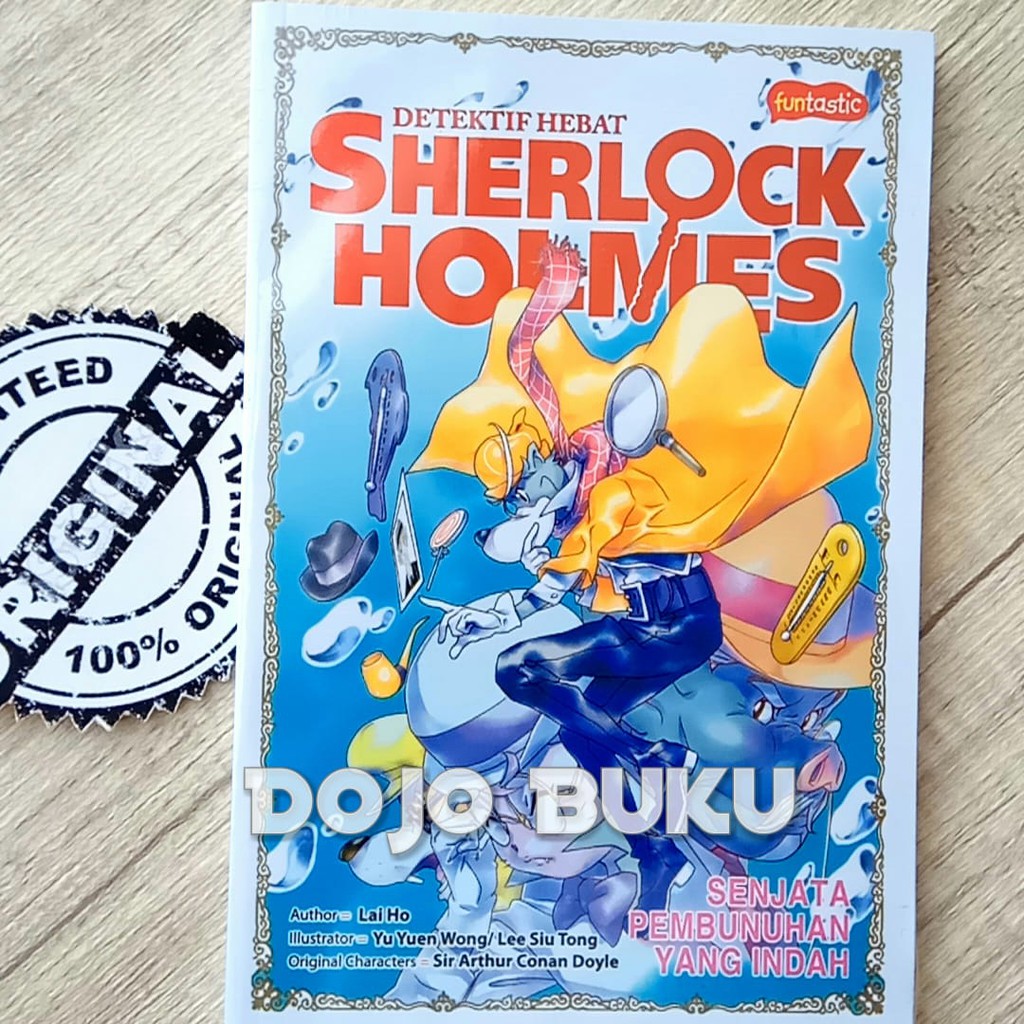 funtastic
DETEKTIF HEBAT
SHERLOCK
HOLMES
ORIGINAL
100% ORIGINAL
DOJO BUKU
SENJATA
PEMBUNUHAN
YANG INDAH
Author = Lai Ho
Illustrator = Yu Yuen Wong/ Lee Siu Tong
Original Characters = Sir Arthur Conan Doyle